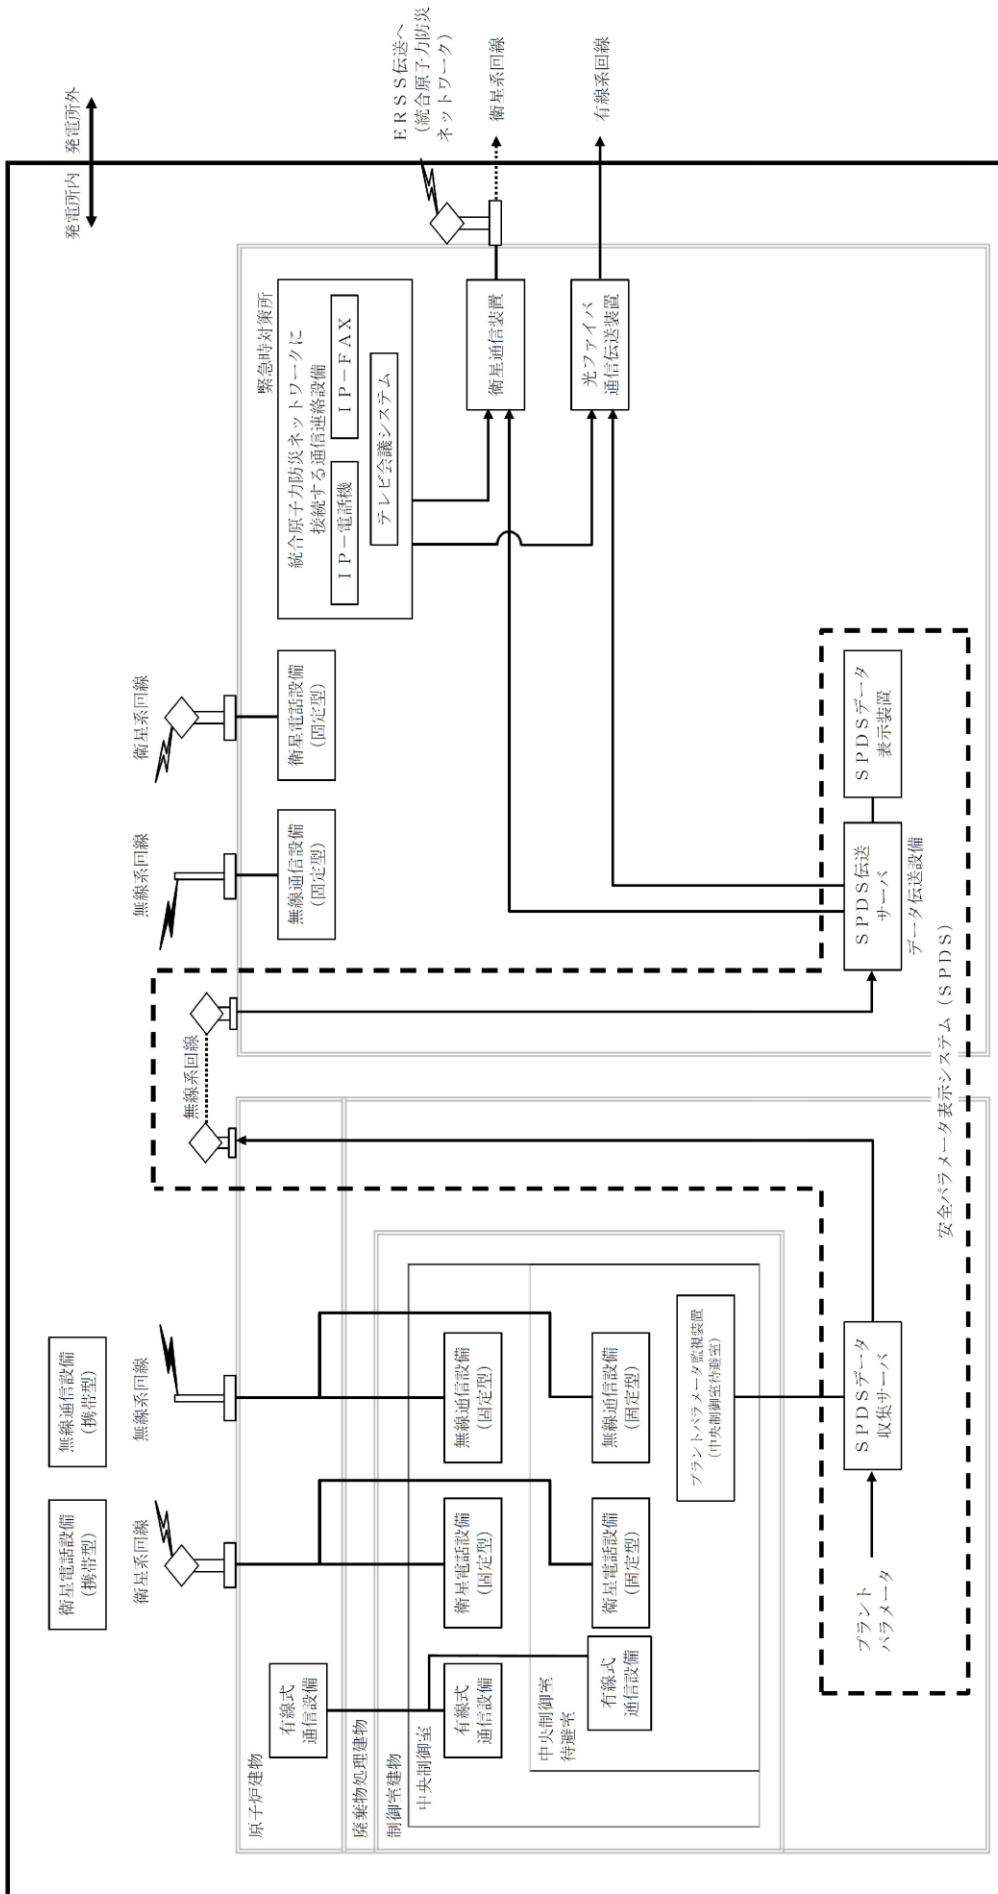 発電所内
発電所外
ERSS伝送へ
(統合原子力防災
ネットワーク)
衛星系回線
有線系回線
緊急時対策所
統合原子力防災ネットワークに
接続する通信連絡設備
IP-電話機
IP-FAX
テレビ会議システム
衛星通信装置
光ファイバ
通信伝送装置
衛星系回線
衛星電話設備
(固定型)
無線系回線
無線通信設備
(固定型)
SPDSデータ
表示装置
SPDS伝送
サーバ
データ伝送設備
無線系回線
安全パラメータ表示システム(SPDS)
無線通信設備
(携帯型)
衛星電話設備
(携帯型)
無線系回線
衛星系回線
原子炉建物
有線式
通信設備
廃棄物処理建物
制御室建物
中央制御室
有線式
通信設備
衛星電話設備
(固定型)
無線通信設備
(固定型)
中央制御室
待避室
有線式
通信設備
衛星電話設備
(固定型)
無線通信設備
(固定型)
プラントパラメータ監視装置
(中央制御室待避室)
プラント
パラメータ
SPDSデータ
収集サーバ